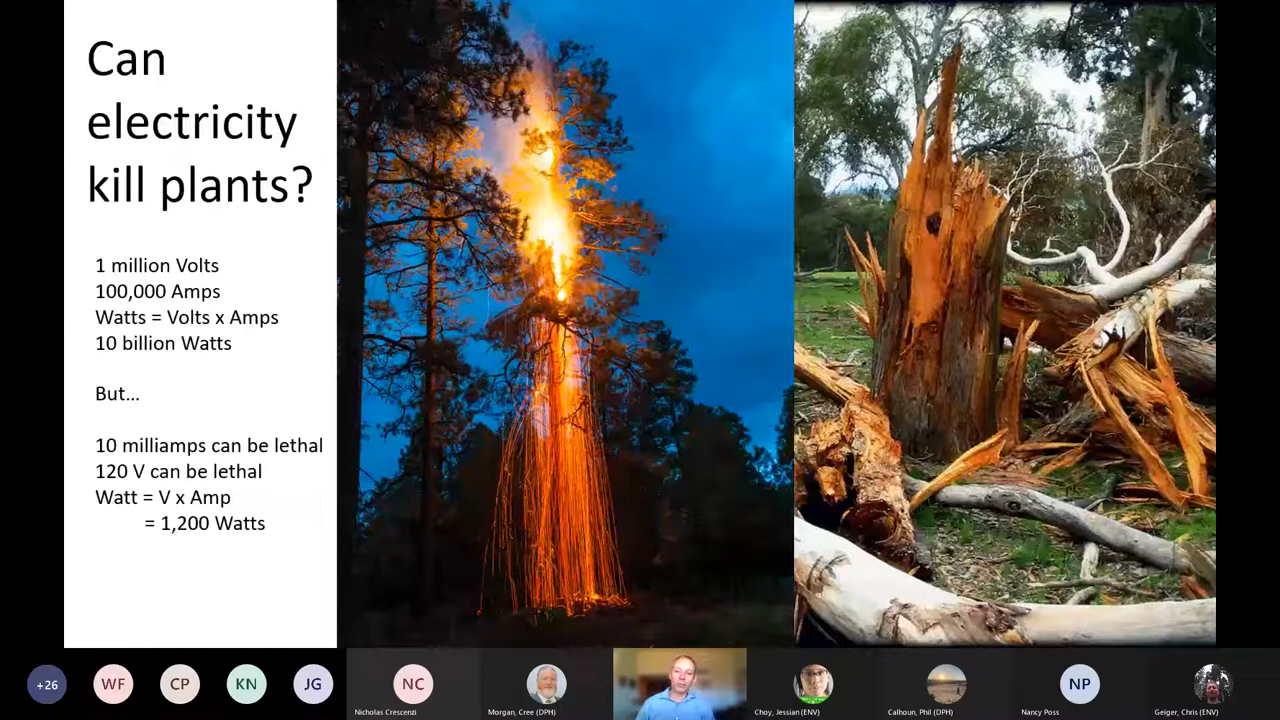 Can
electricity
kill plants?
1 million Volts
100,000 Amps
Watts = Volts x Amps
10 billion Watts
But...
10 milliamps can be lethal
120 V can be lethal
Watt = V x Amp
= 1,200 Watts
+26
WF
CP
KN
JG
NC
NP
Nicholas Crescenzi
Morgan, Cree (DPH)
Choy, Jessian (ENV)
Calhoun, Phil (DPH)
Nancy Poss
Geiger, Chris (ENV)